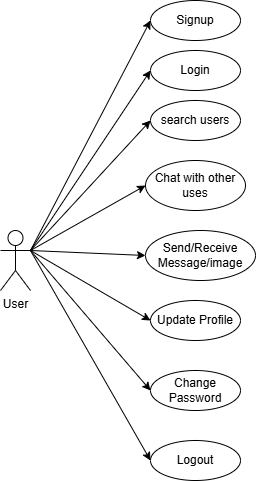 Signup
Login
search users
Chat with other
uses
Send/Receive
Message/image
User
Update Profile
Change
Password
Logout